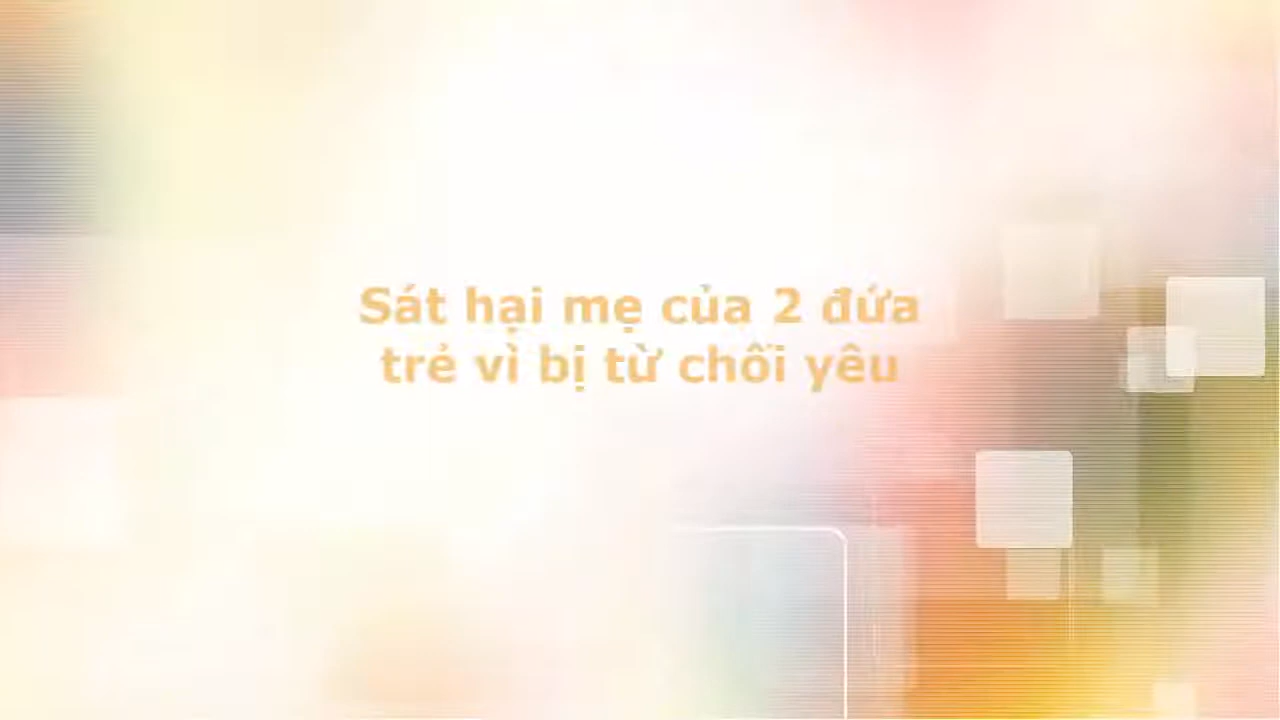 Sát hại mẹ của 2 đứa
trẻ vì bị từ chối yêu